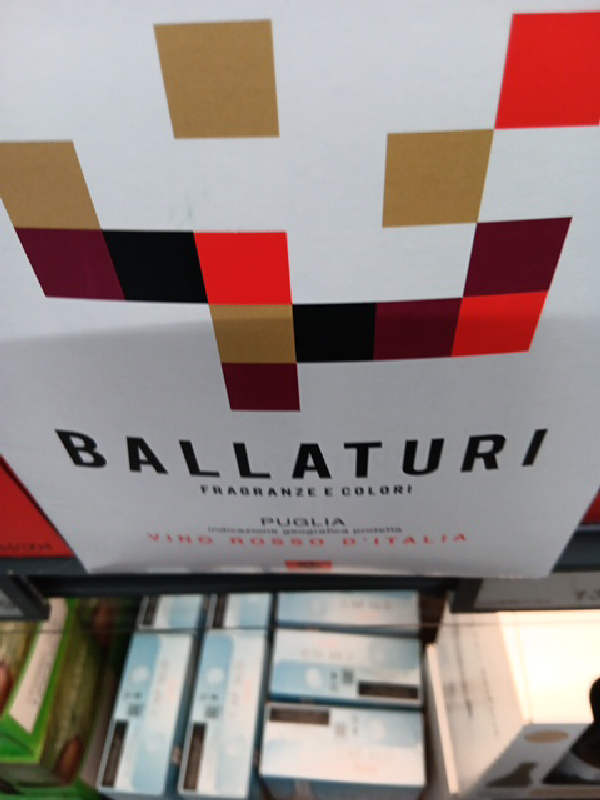 BALLATURI
FRAGRANZE E COLORI
PUGLIA
indicazione geografica protetta
VINO ROSSO D'ITALIA